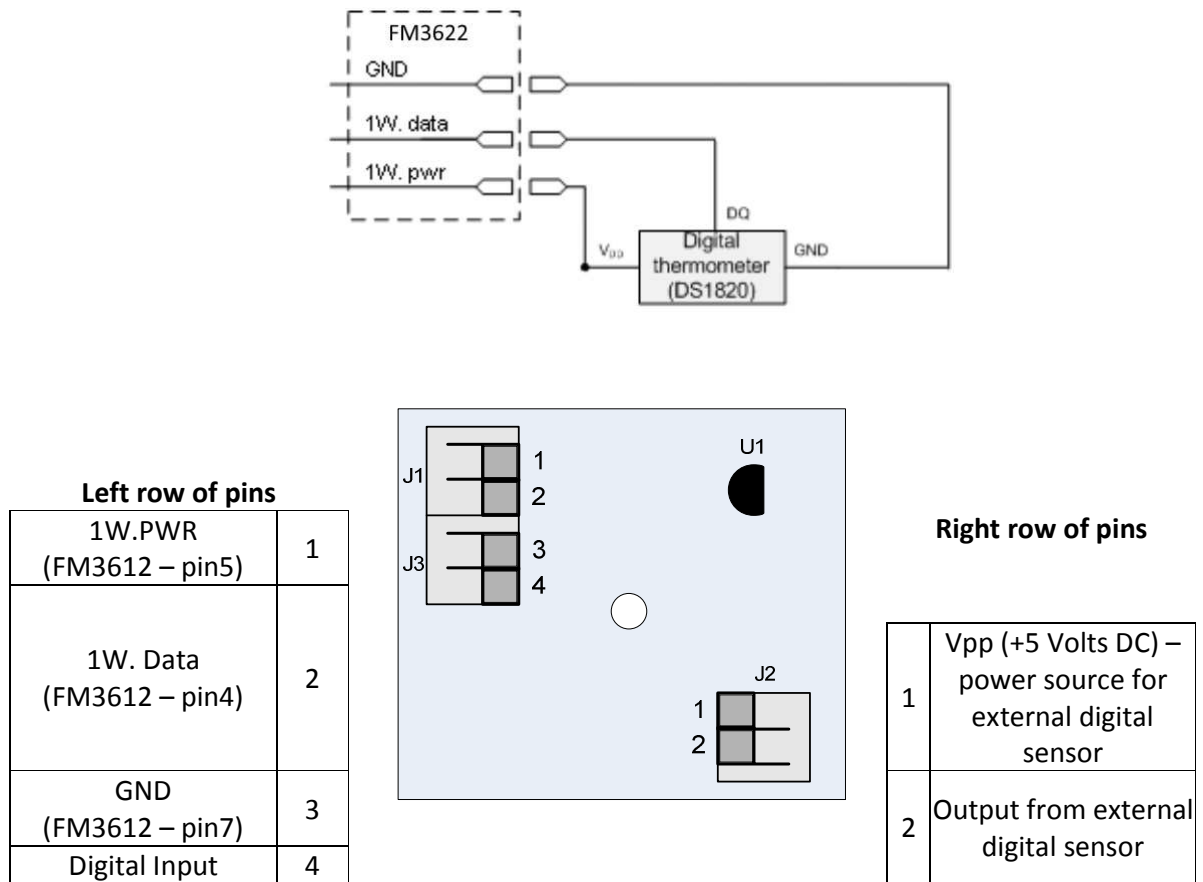 FM3622
GND
1W. data
1W. pwr
DQ
V_DD
Digital
thermometer
(DS1820)
GND
Left row of pins
1W.PWR
(FM3612 – pin5)
1
1W. Data
(FM3612 – pin4)
2
GND
(FM3612 – pin7)
3
Digital Input
4
J1
1
2
J3
3
4
U1
J2
1
2
Right row of pins
1
Vpp (+5 Volts DC) –
power source for
external digital
sensor
2
Output from external
digital sensor